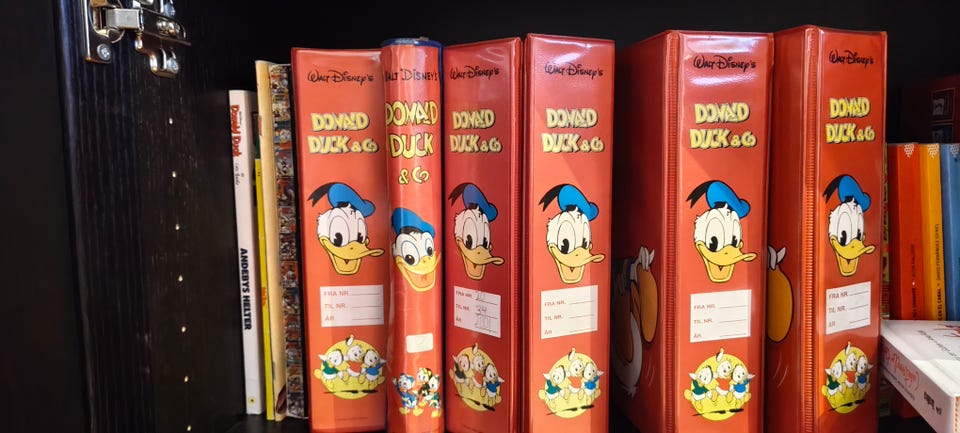 Donald Duck
ANDEBYS HELTER
WALT DISNEY'S
DONALD
DUCK & Co
FRA NR.
TIL NR.
ÅR
WALT DISNEY'S
DONALD
DUCK
& Co
WALT DISNEY'S
DONALD
DUCK & Co
FRA NR.
TIL NR. 34
ÅR
WALT DISNEY'S
DONALD
DUCK & Co
FRA NR.
TIL NR.
ÅR
WALT DISNEY'S
DONALD
DUCK & Co
FRA NR.
TIL NR.
ÅR
WALT DISNEY'S
DONALD
DUCK & Co
FRA NR.
TIL NR.
ÅR